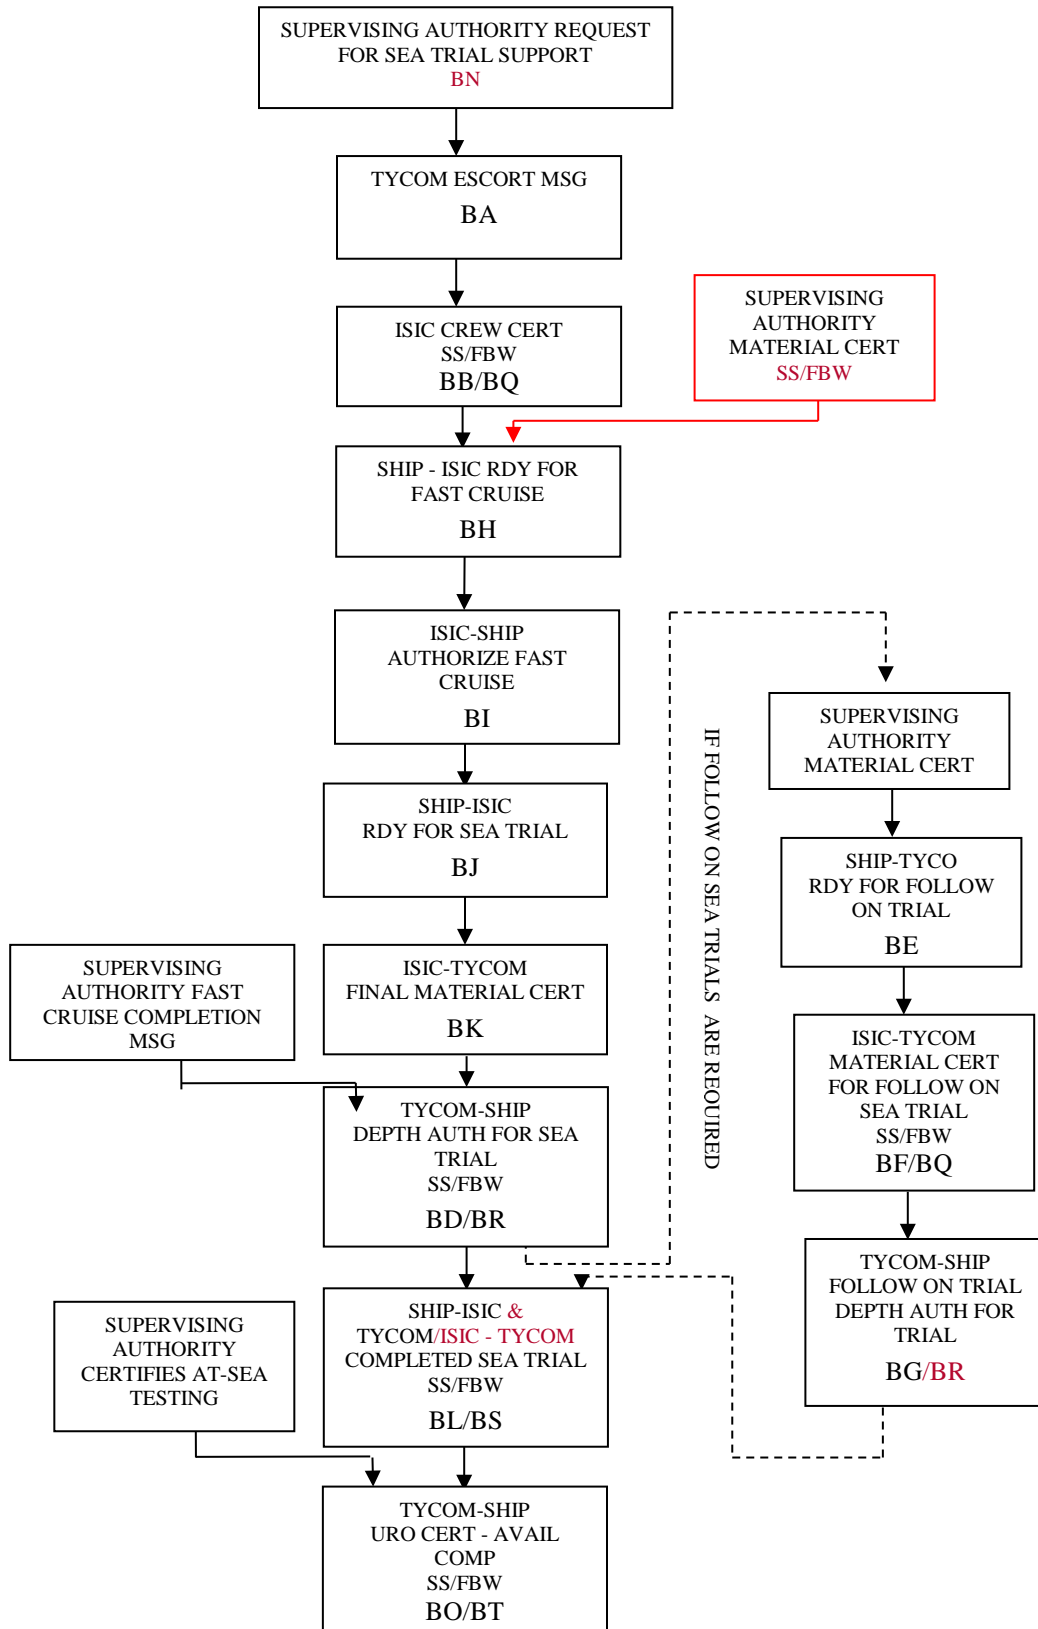 SUPERVISING AUTHORITY REQUEST
FOR SEA TRIAL SUPPORT
BN
TYCOM ESCORT MSG
BA
ISIC CREW CERT
SS/FBW
BB/BQ
SUPERVISING
AUTHORITY
MATERIAL CERT
SS/FBW
SHIP - ISIC RDY FOR
FAST CRUISE
BH
ISIC-SHIP
AUTHORIZE FAST
CRUISE
BI
SHIP-ISIC
RDY FOR SEA TRIAL
BJ
SUPERVISING
AUTHORITY FAST
CRUISE COMPLETION
MSG
ISIC-TYCOM
FINAL MATERIAL CERT
BK
TYCOM-SHIP
DEPTH AUTH FOR SEA
TRIAL
SS/FBW
BD/BR
IF FOLLOW ON SEA TRIALS ARE REQUIRED
SUPERVISING
AUTHORITY
MATERIAL CERT
SHIP-TYCO
RDY FOR FOLLOW
ON TRIAL
BE
ISIC-TYCOM
MATERIAL CERT
FOR FOLLOW ON
SEA TRIAL
SS/FBW
BF/BQ
TYCOM-SHIP
FOLLOW ON TRIAL
DEPTH AUTH FOR
TRIAL
BG/BR
SHIP-ISIC &
TYCOM/ISIC - TYCOM
COMPLETED SEA TRIAL
SS/FBW
BL/BS
SUPERVISING
AUTHORITY
CERTIFIES AT-SEA
TESTING
TYCOM-SHIP
URO CERT - AVAIL
COMP
SS/FBW
BO/BT